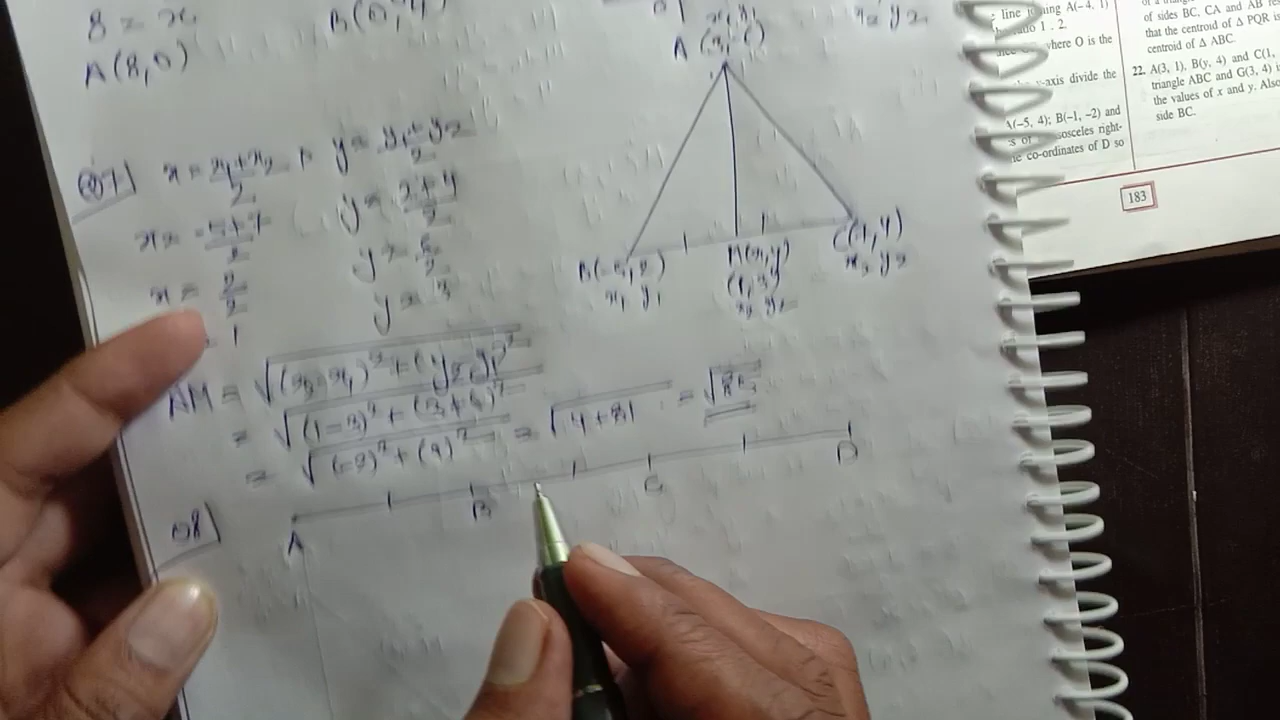 8 = x
A(8,0)
Q7] x = x₁+x₂/2, y = y₁+y₂/2
x = -5+7/2
y = 2+4/2
x = 2/2
y = 6/2
1
y = 3
C(7,4)
x₂ y₂
x₁ y₁
M(x,y)
(1,3)
x₂ y₂
AM = √(x₂-x₁)²+(y₂-y₁)²
= √(1-3)²+(3+6)²
= √(-2)²+(9)² = √4+81 = √85
Q8]
A B C D
line joining A(-4, 1)
1 : 2.
where O is the
-axis divide the
A(-5, 4); B(-1, -2) and
isosceles right-
co-ordinates of D so
of sides BC, CA and AB
that the centroid of Δ PQR is
centroid of Δ ABC.
22. A(3, 1), B(y, 4) and C(1,
triangle ABC and G(3, 4)
the values of x and y. Also
side BC.
183